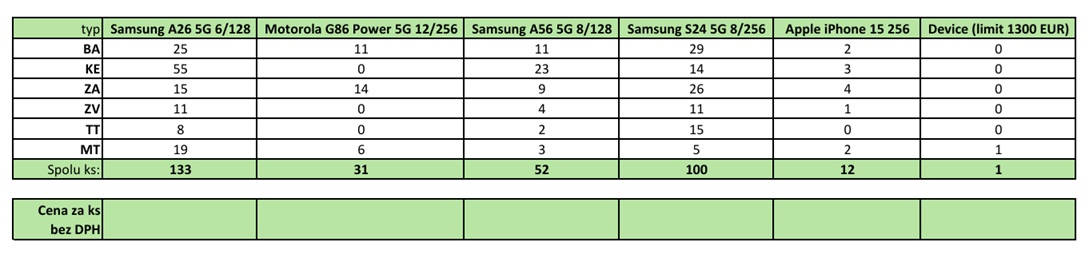 typ Samsung A26 5G 6/128 Motorola G86 Power 5G 12/256 Samsung A56 5G 8/128 Samsung S24 5G 8/256 Apple iPhone 15 256 Device (limit 1300 EUR)
BA 25 11 11 29 2 0
KE 55 0 23 14 3 0
ZA 15 14 9 26 4 0
ZV 11 0 4 11 1 0
TT 8 0 2 15 0 0
MT 19 6 3 5 2 1
Spolu ks: 133 31 52 100 12 1
Cena za ks
bez DPH